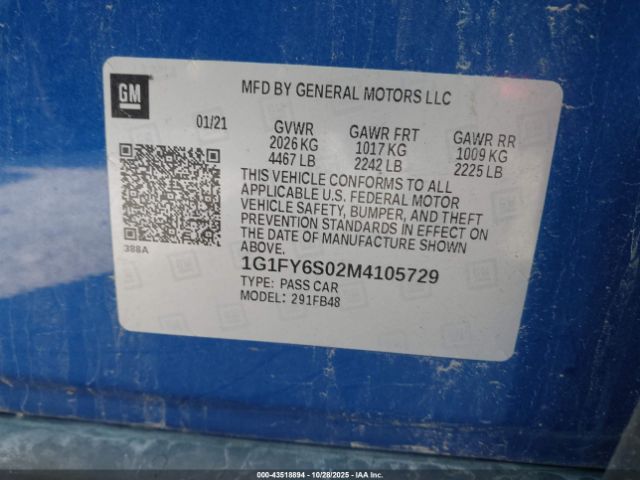 GM
MFD BY GENERAL MOTORS LLC
01/21 GVWR GAWR FRT GAWR RR
2026 KG 1017 KG 1009 KG
4467 LB 2242 LB 2225 LB
THIS VEHICLE CONFORMS TO ALL
APPLICABLE U.S. FEDERAL MOTOR
VEHICLE SAFETY, BUMPER, AND THEFT
PREVENTION STANDARDS IN EFFECT ON
THE DATE OF MANUFACTURE SHOWN
ABOVE.
388A
1G1FY6S02M4105729
TYPE: PASS CAR
MODEL: 291FB48
00-43518894 | 10/28/2025 | IAAI.COM